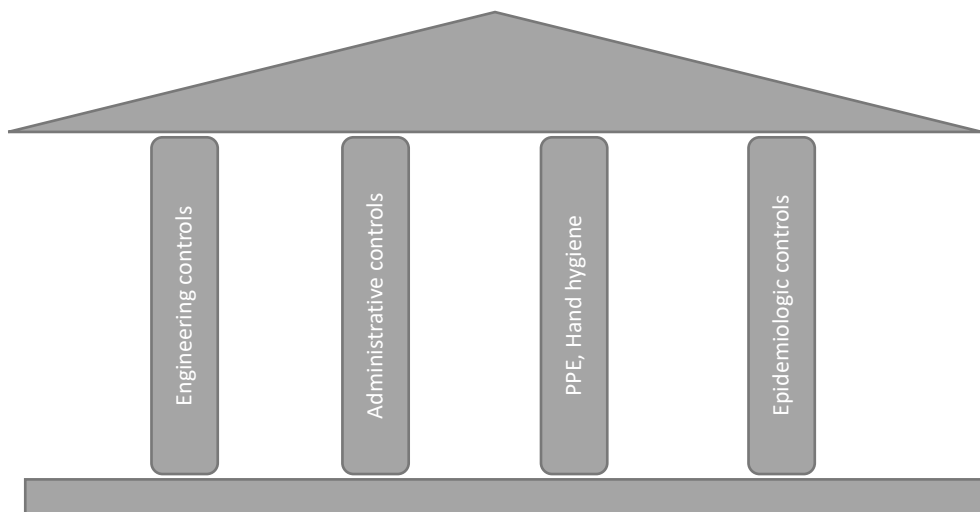 Engineering controls
Administrative controls
PPE, Hand hygiene
Epidemiologic controls